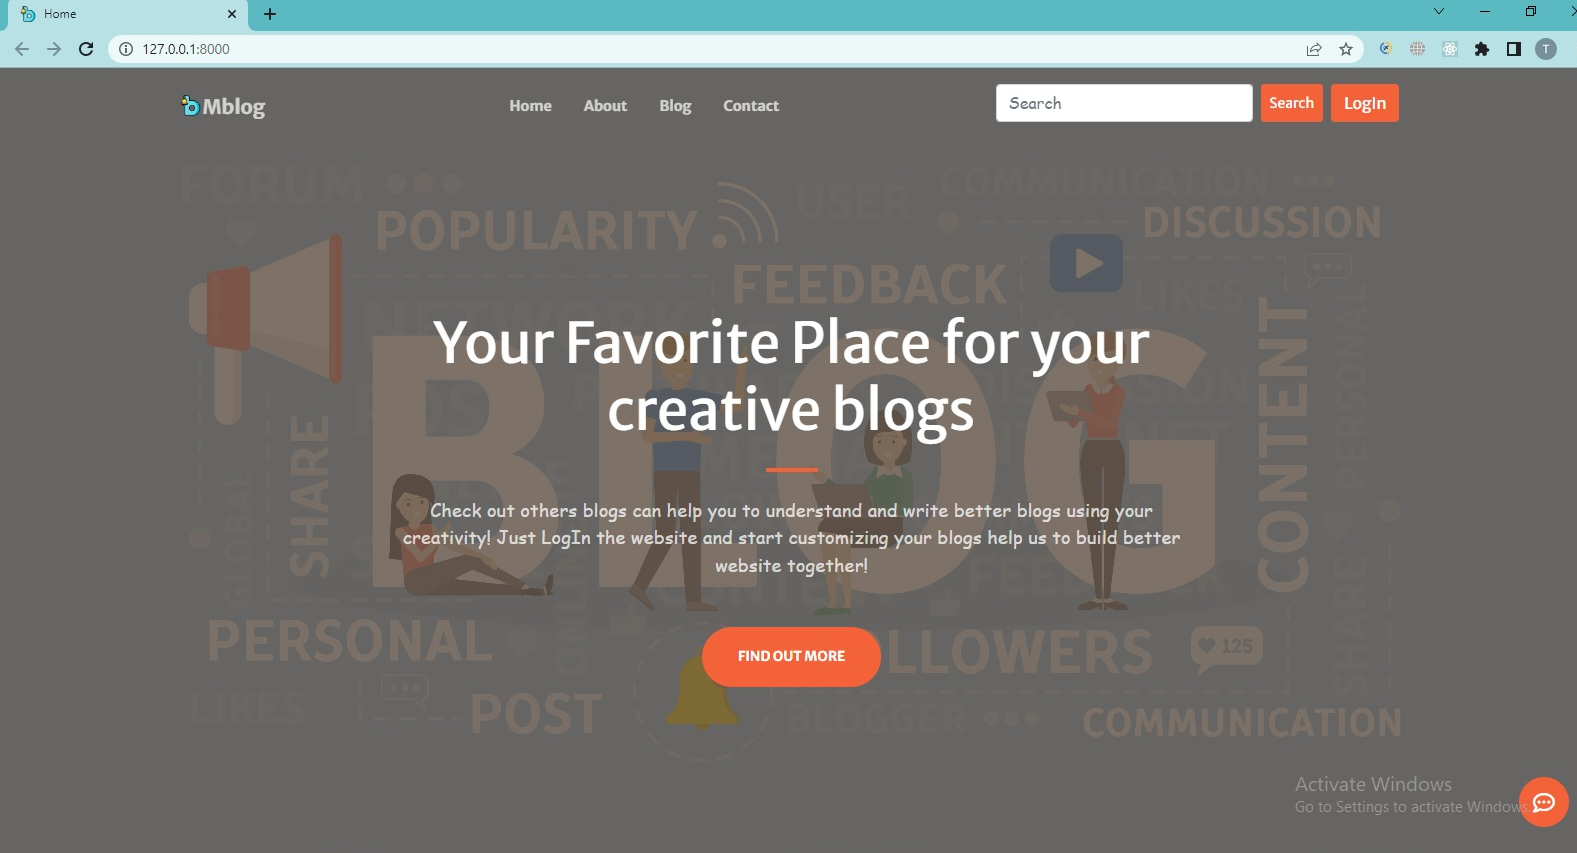 Home
127.0.0.1:8000
T
Mblog
Home
About
Blog
Contact
Search
Search
LogIn
FORUM
POPULARITY
USER
COMMUNICATION
DISCUSSION
FEEDBACK
LIKES
NETWORK
Your Favorite Place for your
creative blogs
BLOG
SHARE
GLOBAL
CONTENT
PERSONAL
Check out others blogs can help you to understand and write better blogs using your
creativity! Just LogIn the website and start customizing your blogs help us to build better
website together!
ONLINE
CONTENT
FEEDBACK
SHARE
PERSONAL
FIND OUT MORE
LLOWERS
125
LIKES
POST
BLOGGER
COMMUNICATION
Activate Windows
Go to Settings to activate Windows.